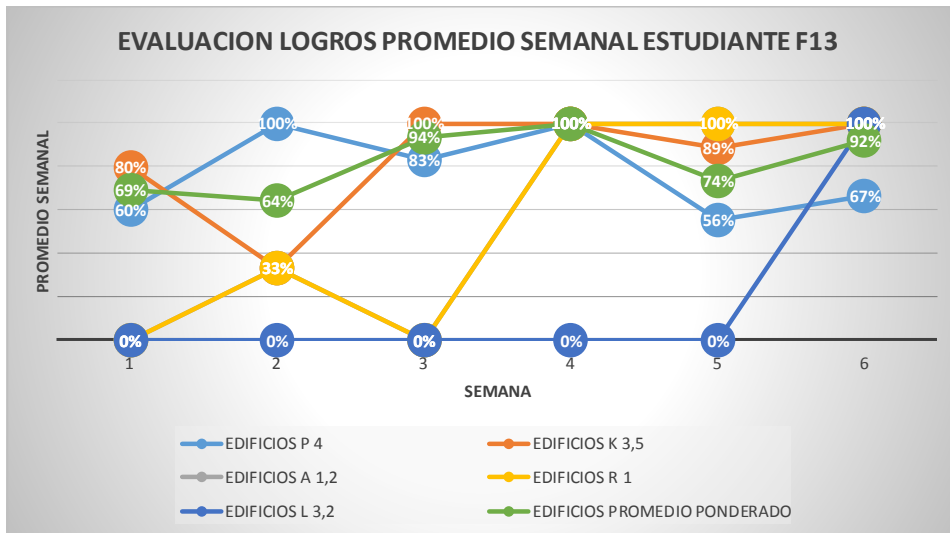 EVALUACION LOGROS PROMEDIO SEMANAL ESTUDIANTE F13
PROMEDIO SEMANAL
100% 100% 100% 100% 100%
94%
92%
89%
80% 83%
74%
69%
64% 67%
60%
56%
33%
0% 0% 0% 0% 0%
1 2 3 4 5 6
SEMANA
EDIFICIOS P 4 EDIFICIOS K 3,5
EDIFICIOS A 1,2 EDIFICIOS R 1
EDIFICIOS L 3,2 EDIFICIOS PROMEDIO PONDERADO